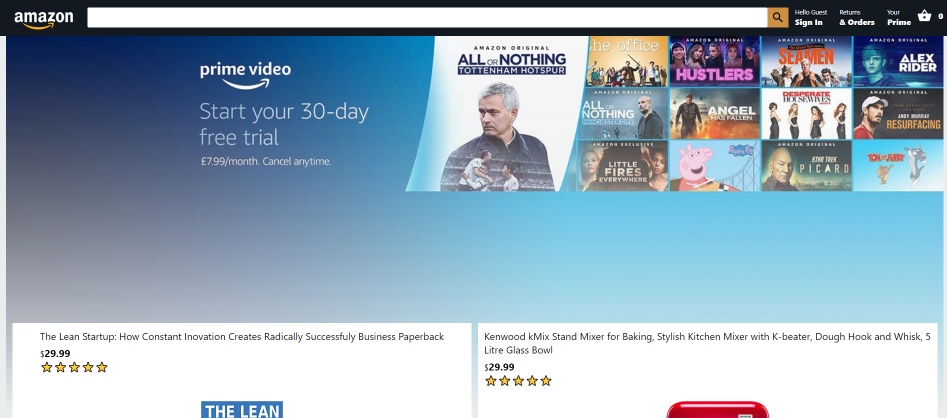 amazon
Hello Guest
Sign In
Returns
& Orders
Your
Prime
0
prime video
Start your 30-day
free trial
£7.99/month. Cancel anytime.
AMAZON ORIGINAL
ALL OR NOTHING
TOTTENHAM HOTSPUR
the office
AMAZON ORIGINAL
HUSTLERS
AMAZON ORIGINAL
SEAMEN
AMAZON ORIGINAL
ALEX
RIDER
AMAZON ORIGINAL
ALL OR
NOTHING
MANCHESTER CITY
ANGEL
HAS FALLEN
DESPERATE
HOUSEWIVES
AMAZON ORIGINAL
ANDY MURRAY
RESURFACING
AMAZON EXCLUSIVE
LITTLE
FIRES
EVERYWHERE
Peppa Pig
AMAZON ORIGINAL
STAR TREK
PICARD
TOM AND JERRY
The Lean Startup: How Constant Inovation Creates Radically Successfuly Business Paperback
$29.99
Kenwood kMix Stand Mixer for Baking, Stylish Kitchen Mixer with K-beater, Dough Hook and Whisk, 5
Litre Glass Bowl
$29.99
THE LEAN